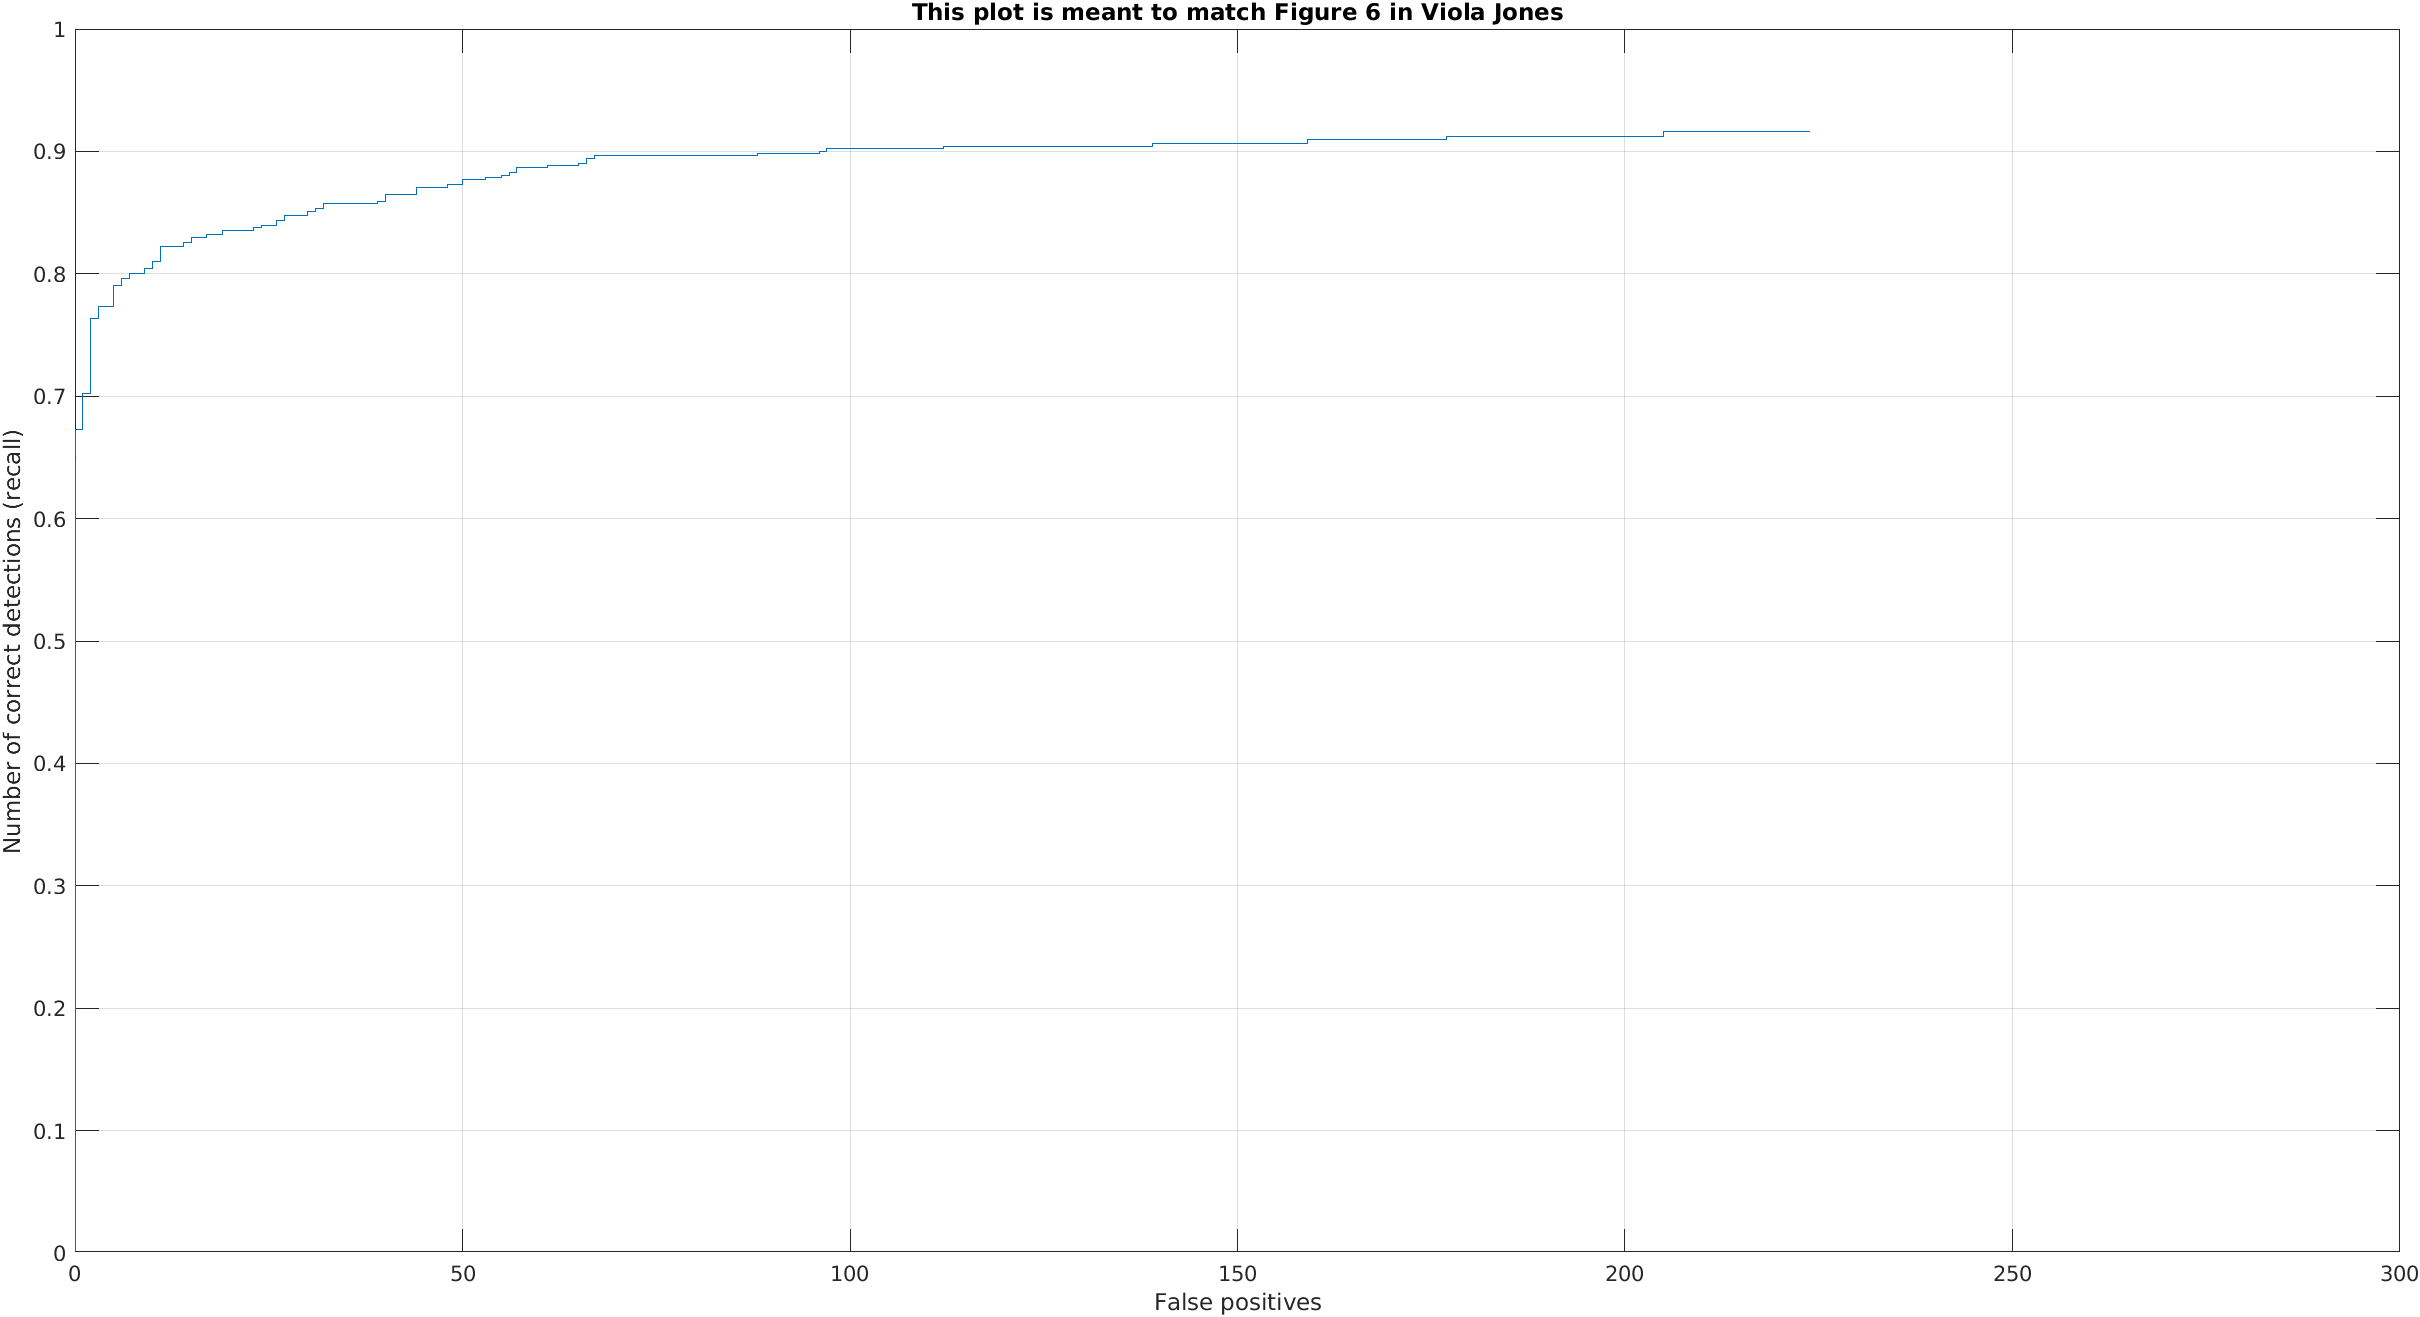 This plot is meant to match Figure 6 in Viola Jones
1
0.9
0.8
0.7
0.6
0.5
0.4
0.3
0.2
0.1
0
Number of correct detections (recall)
0 50 100 150 200 250 300
False positives